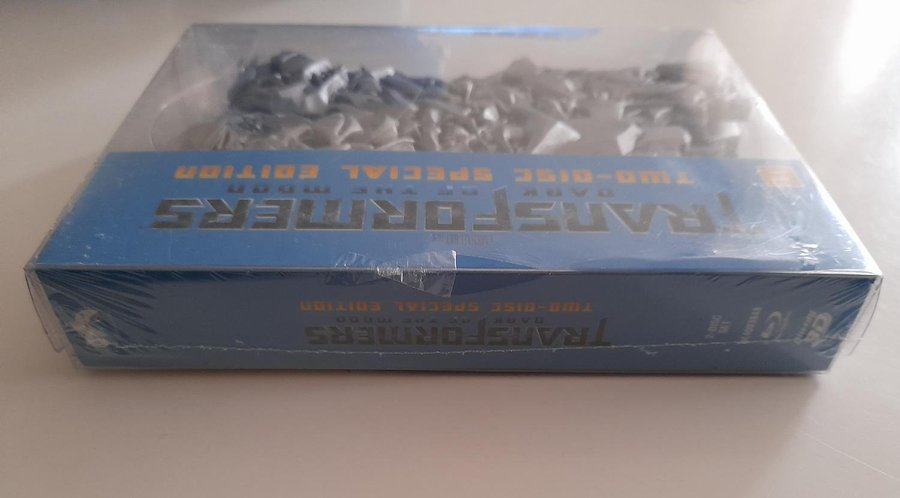 TRANSFORMERS
DARK OF THE MOON
TWO-DISC SPECIAL EDITION
TRANSFORMERS
DARK OF THE MOON
TWO-DISC SPECIAL EDITION